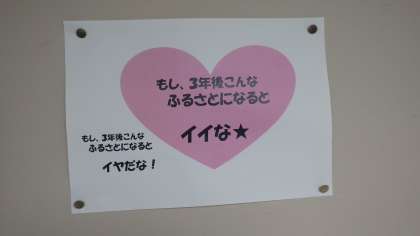 もし、3年後こんな
ふるさとになると
イイな★
もし、3年後こんな
ふるさとになると
イヤだな！